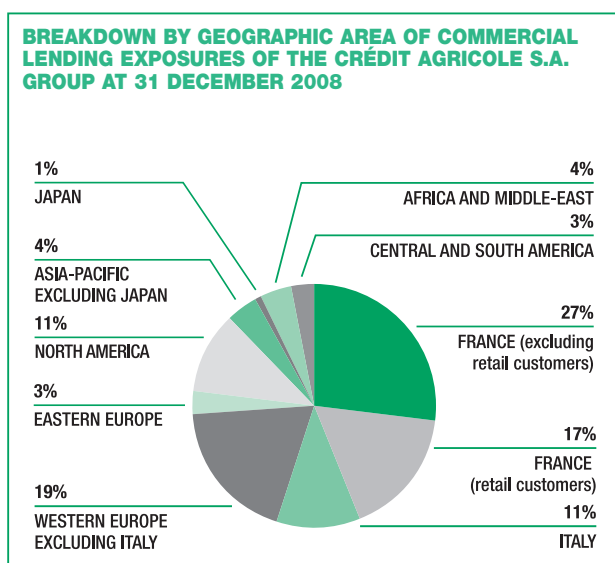 BREAKDOWN BY GEOGRAPHIC AREA OF COMMERCIAL
LENDING EXPOSURES OF THE CRÉDIT AGRICOLE S.A.
GROUP AT 31 DECEMBER 2008
1%
JAPAN
4%
ASIA-PACIFIC
EXCLUDING JAPAN
11%
NORTH AMERICA
3%
EASTERN EUROPE
19%
WESTERN EUROPE
EXCLUDING ITALY
4%
AFRICA AND MIDDLE-EAST
3%
CENTRAL AND SOUTH AMERICA
27%
FRANCE (excluding
retail customers)
17%
FRANCE
(retail customers)
11%
ITALY